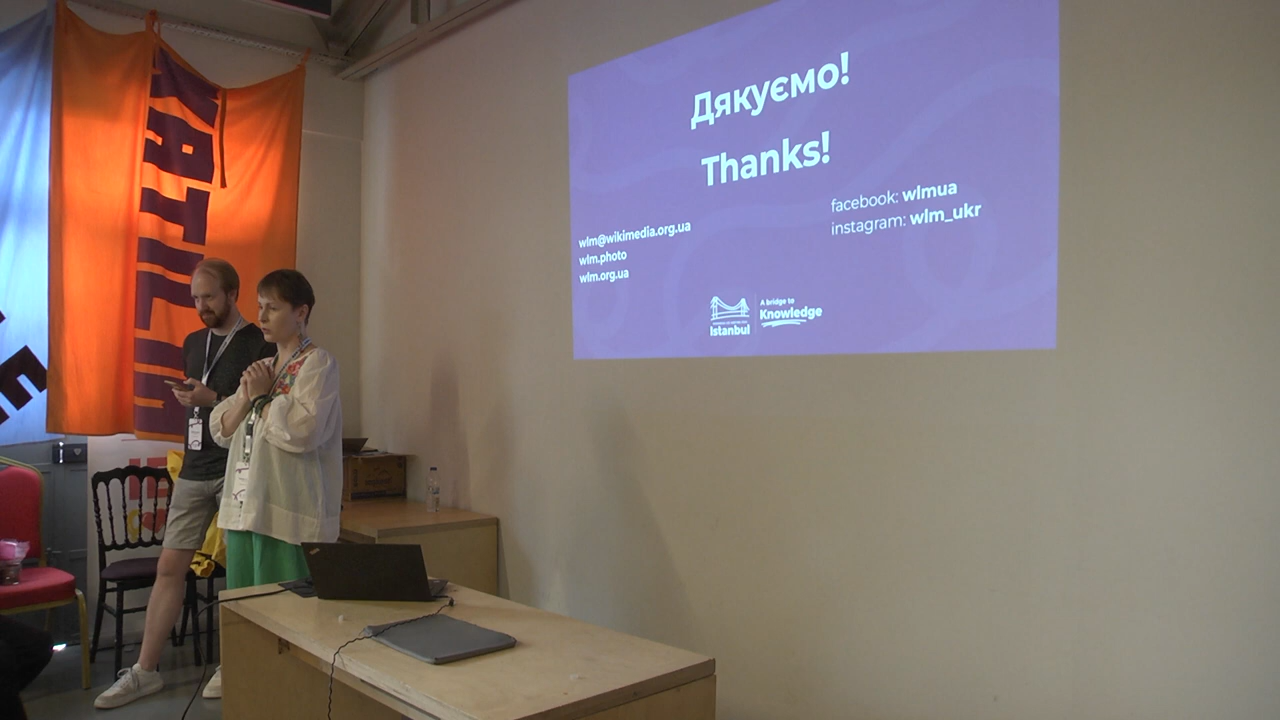 KATILIN
Дякуємо!
Thanks!
facebook: wlmua
instagram: wlm_ukr
wlm@wikimedia.org.ua
wlm.photo
wlm.org.ua
Istanbul
A bridge to
Knowledge